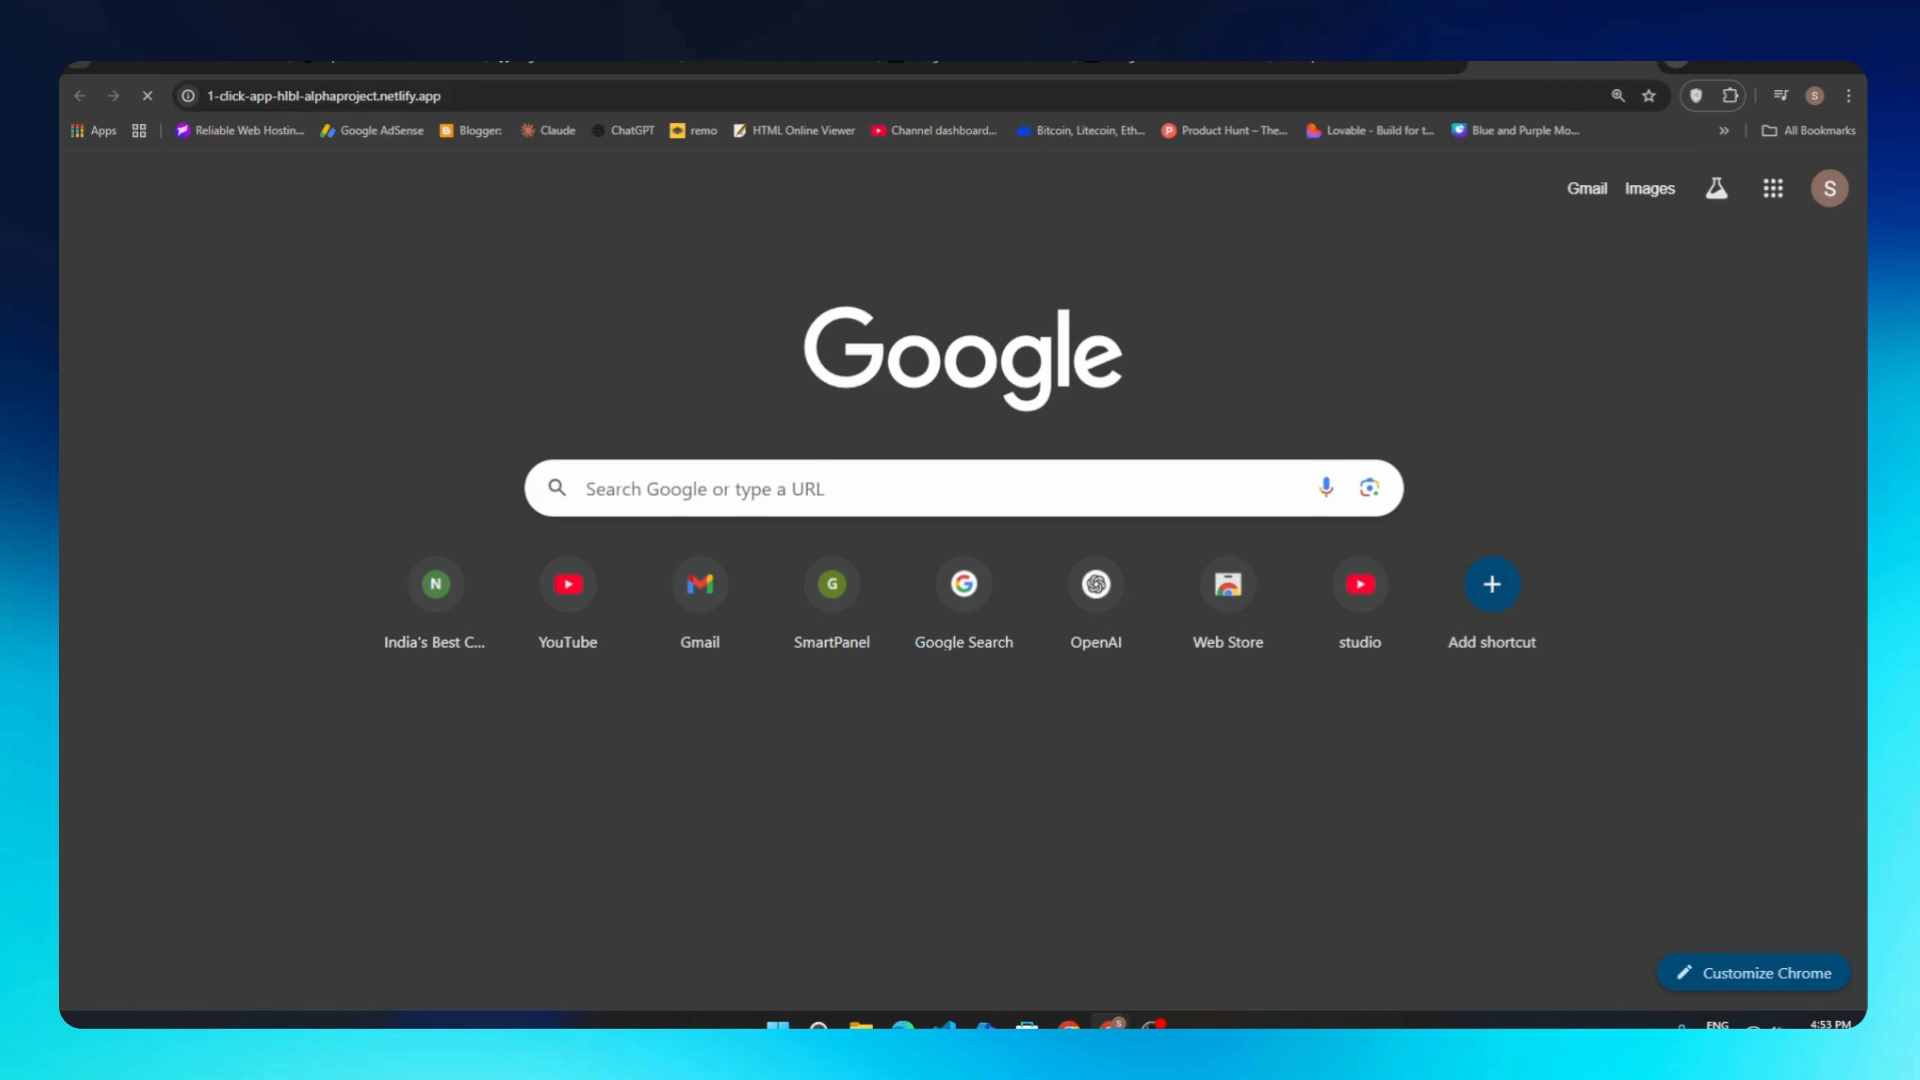 1-click-app-hlbl-alphaproject.netlify.app
S
Apps
Reliable Web Hostin...
Google AdSense
Blogger:
Claude
ChatGPT
remo
HTML Online Viewer
Channel dashboard...
Bitcoin, Litecoin, Eth...
Product Hunt – The...
Lovable - Build for t...
Blue and Purple Mo...
All Bookmarks
Gmail
Images
S
Google
Search Google or type a URL
N
G
India's Best C...
YouTube
Gmail
SmartPanel
Google Search
OpenAI
Web Store
studio
Add shortcut
Customize Chrome
ENG
4:53 PM